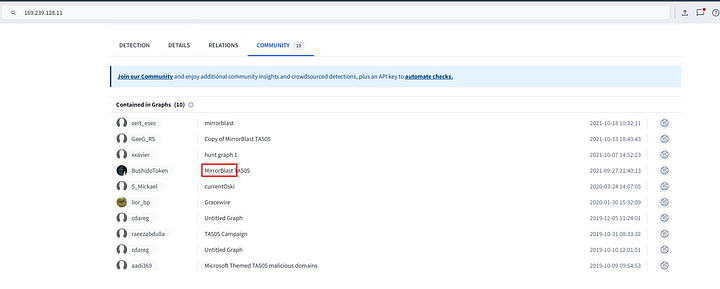 169.239.128.11
DETECTION DETAILS RELATIONS COMMUNITY 19
Join our Community and enjoy additional community insights and crowdsourced detections, plus an API key to automate checks.
Contained in Graphs (10)
cert_esec mirrorblast 2021-10-18 10:32:11
GeeG_RS Copy of MirrorBlast TA505 2021-10-13 18:43:43
xxavier hunt graph 1 2021-10-07 14:52:23
BushidoToken MirrorBlast TA505 2021-09-27 21:40:13
S_Mickael currentOski 2020-03-24 14:07:05
lior_bp Gracewire 2020-01-30 15:32:09
cdareg Untitled Graph 2019-12-05 11:24:01
raeezabdulla TA505 Campaign 2019-10-31 08:33:32
cdareg Untitled Graph 2019-10-10 12:01:51
aadi369 Microsoft Themed TA505 malicious domains 2019-10-09 09:54:53